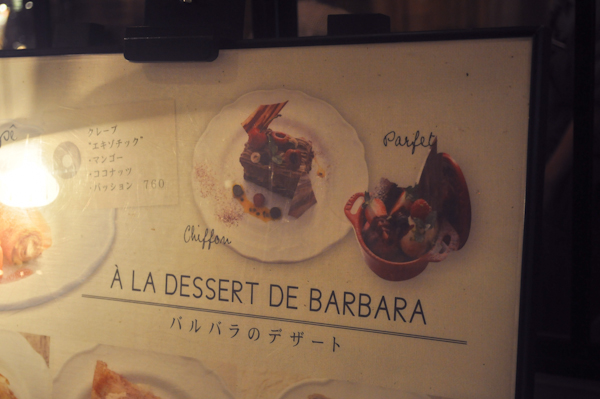 クレープ
"エキゾチック"
・マンゴー
・ココナッツ
・パッション 760
Parfet
Chiffon
À LA DESSERT DE BARBARA
バルバラのデザート